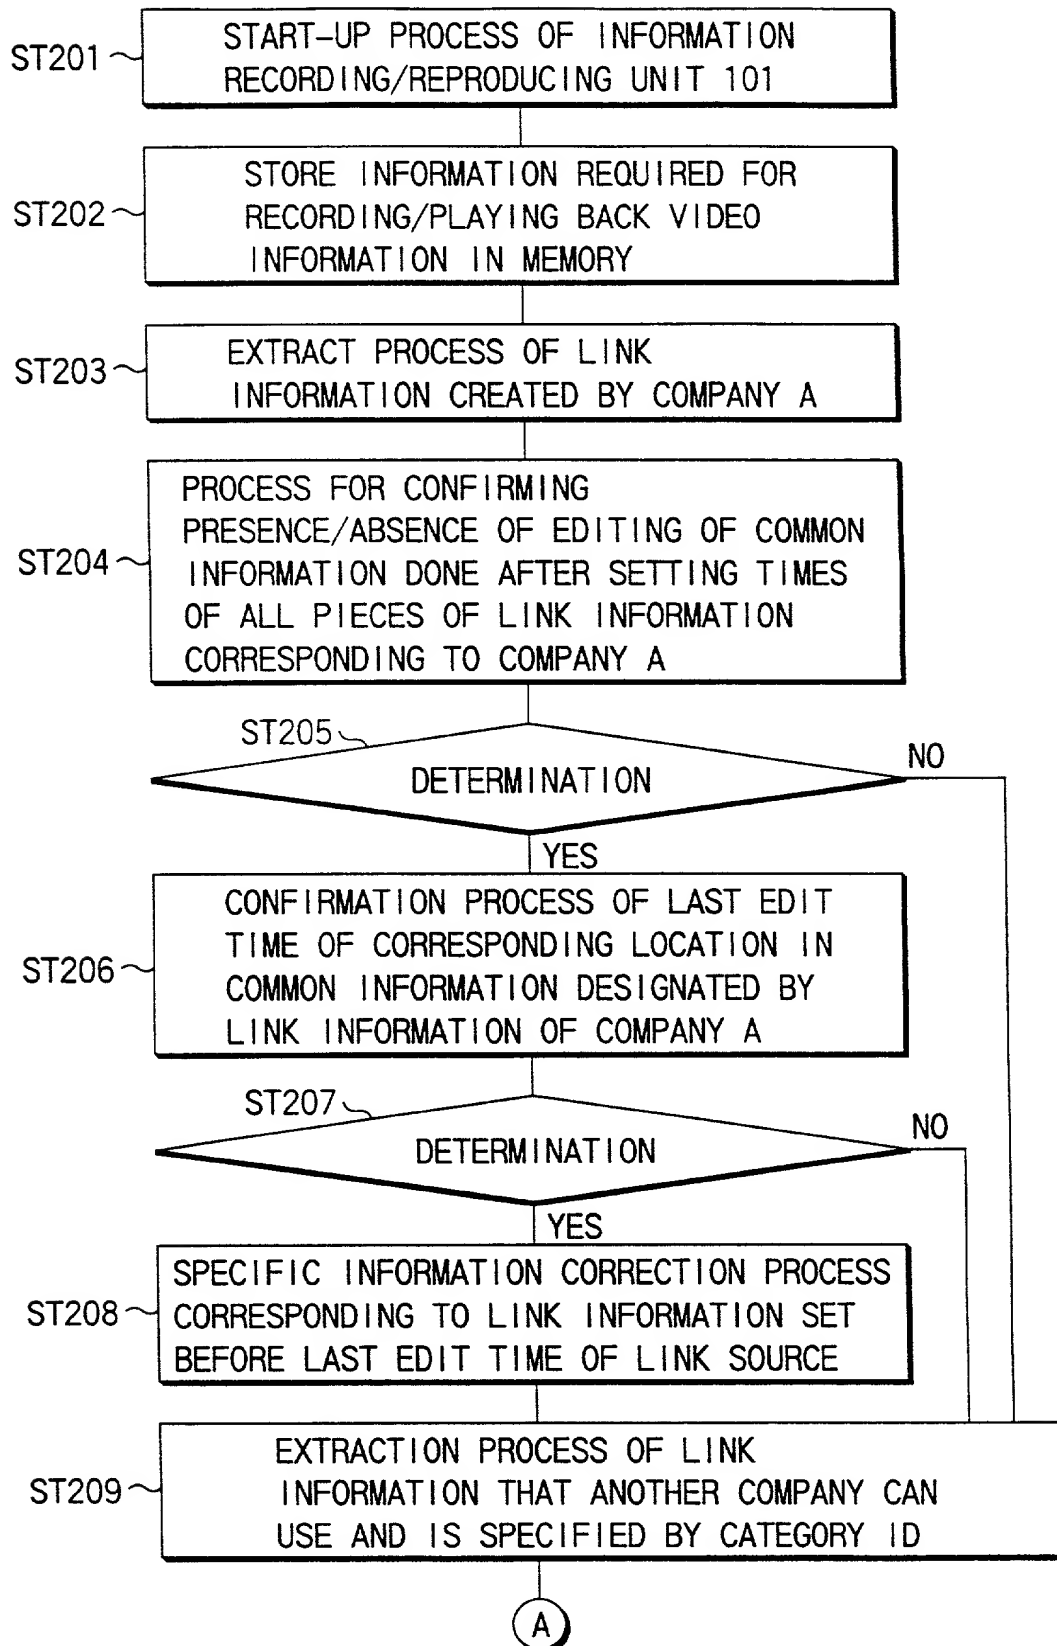 ST201
START-UP PROCESS OF INFORMATION
RECORDING/REPRODUCING UNIT 101
ST202
STORE INFORMATION REQUIRED FOR
RECORDING/PLAYING BACK VIDEO
INFORMATION IN MEMORY
ST203
EXTRACT PROCESS OF LINK
INFORMATION CREATED BY COMPANY A
ST204
PROCESS FOR CONFIRMING
PRESENCE/ABSENCE OF EDITING OF COMMON
INFORMATION DONE AFTER SETTING TIMES
OF ALL PIECES OF LINK INFORMATION
CORRESPONDING TO COMPANY A
ST205
DETERMINATION
NO
YES
ST206
CONFIRMATION PROCESS OF LAST EDIT
TIME OF CORRESPONDING LOCATION IN
COMMON INFORMATION DESIGNATED BY
LINK INFORMATION OF COMPANY A
ST207
DETERMINATION
NO
YES
ST208
SPECIFIC INFORMATION CORRECTION PROCESS
CORRESPONDING TO LINK INFORMATION SET
BEFORE LAST EDIT TIME OF LINK SOURCE
ST209
EXTRACTION PROCESS OF LINK
INFORMATION THAT ANOTHER COMPANY CAN
USE AND IS SPECIFIED BY CATEGORY ID
A